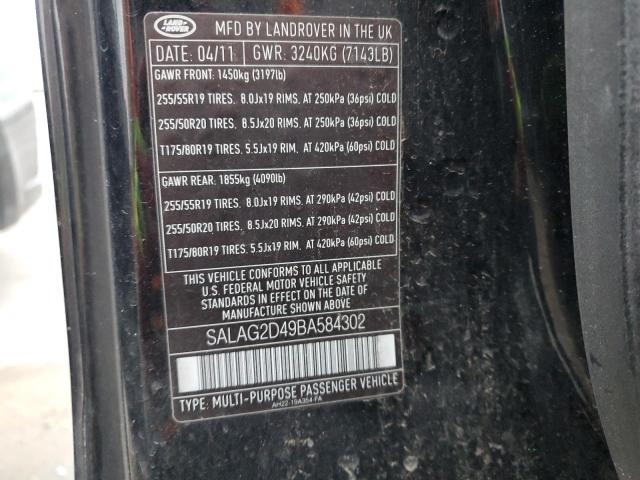 LAND-
ROVER
MFD BY LANDROVER IN THE UK
DATE: 04/11 GWR: 3240KG (7143LB)
GAWR FRONT: 1450kg (3197lb)
255/55R19 TIRES. 8.0Jx19 RIMS. AT 250kPa (36psi) COLD
255/50R20 TIRES. 8.5Jx20 RIMS. AT 250kPa (36psi) COLD
T175/80R19 TIRES. 5.5Jx19 RIM. AT 420kPa (60psi) COLD
GAWR REAR: 1855kg (4090lb)
255/55R19 TIRES. 8.0Jx19 RIMS. AT 290kPa (42psi) COLD
255/50R20 TIRES. 8.5Jx20 RIMS. AT 290kPa (42psi) COLD
T175/80R19 TIRES. 5.5Jx19 RIM. AT 420kPa (60psi) COLD
THIS VEHICLE CONFORMS TO ALL APPLICABLE
U.S. FEDERAL MOTOR VEHICLE SAFETY
STANDARDS IN EFFECT ON THE DATE OF
MANUFACTURE SHOWN ABOVE
SALAG2D49BA584302
TYPE: MULTI-PURPOSE PASSENGER VEHICLE
AH22-19A354-FA